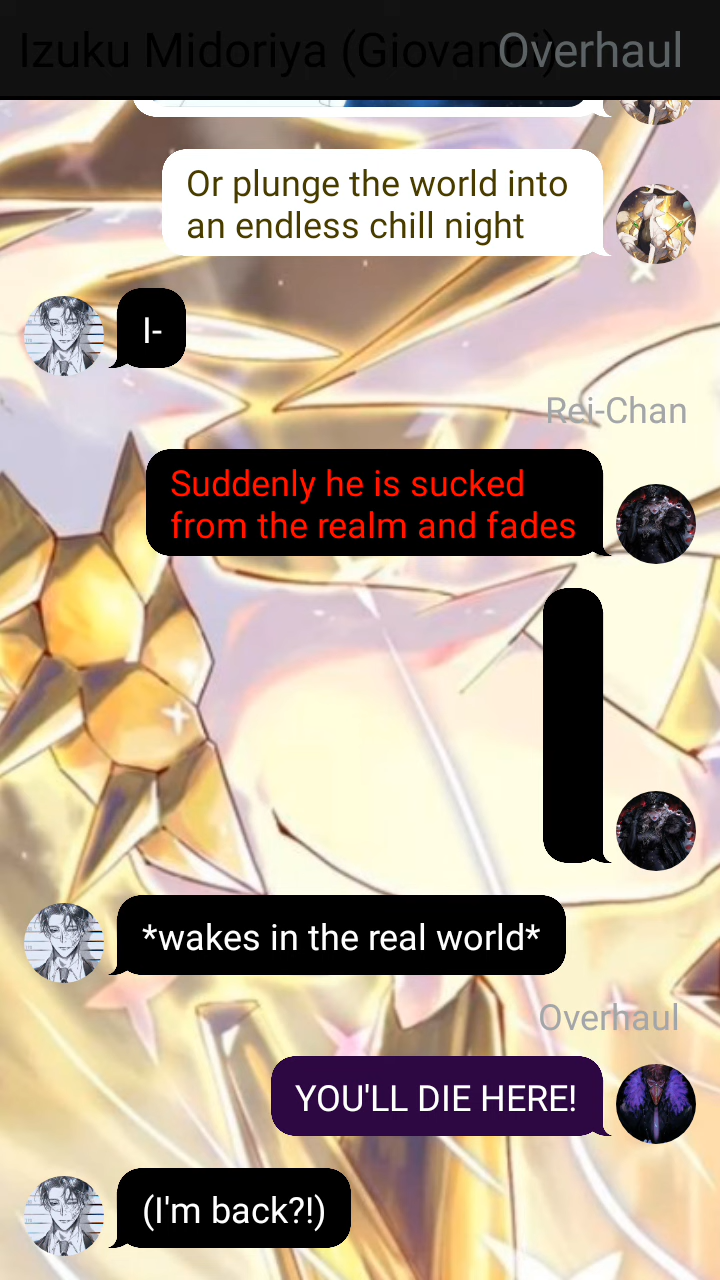 Izuku Midoriya (Giovanni)
Overhaul
Or plunge the world into
an endless chill night
I-
Rei-Chan
Suddenly he is sucked
from the realm and fades
*wakes in the real world*
Overhaul
YOU'LL DIE HERE!
(I'm back?!)